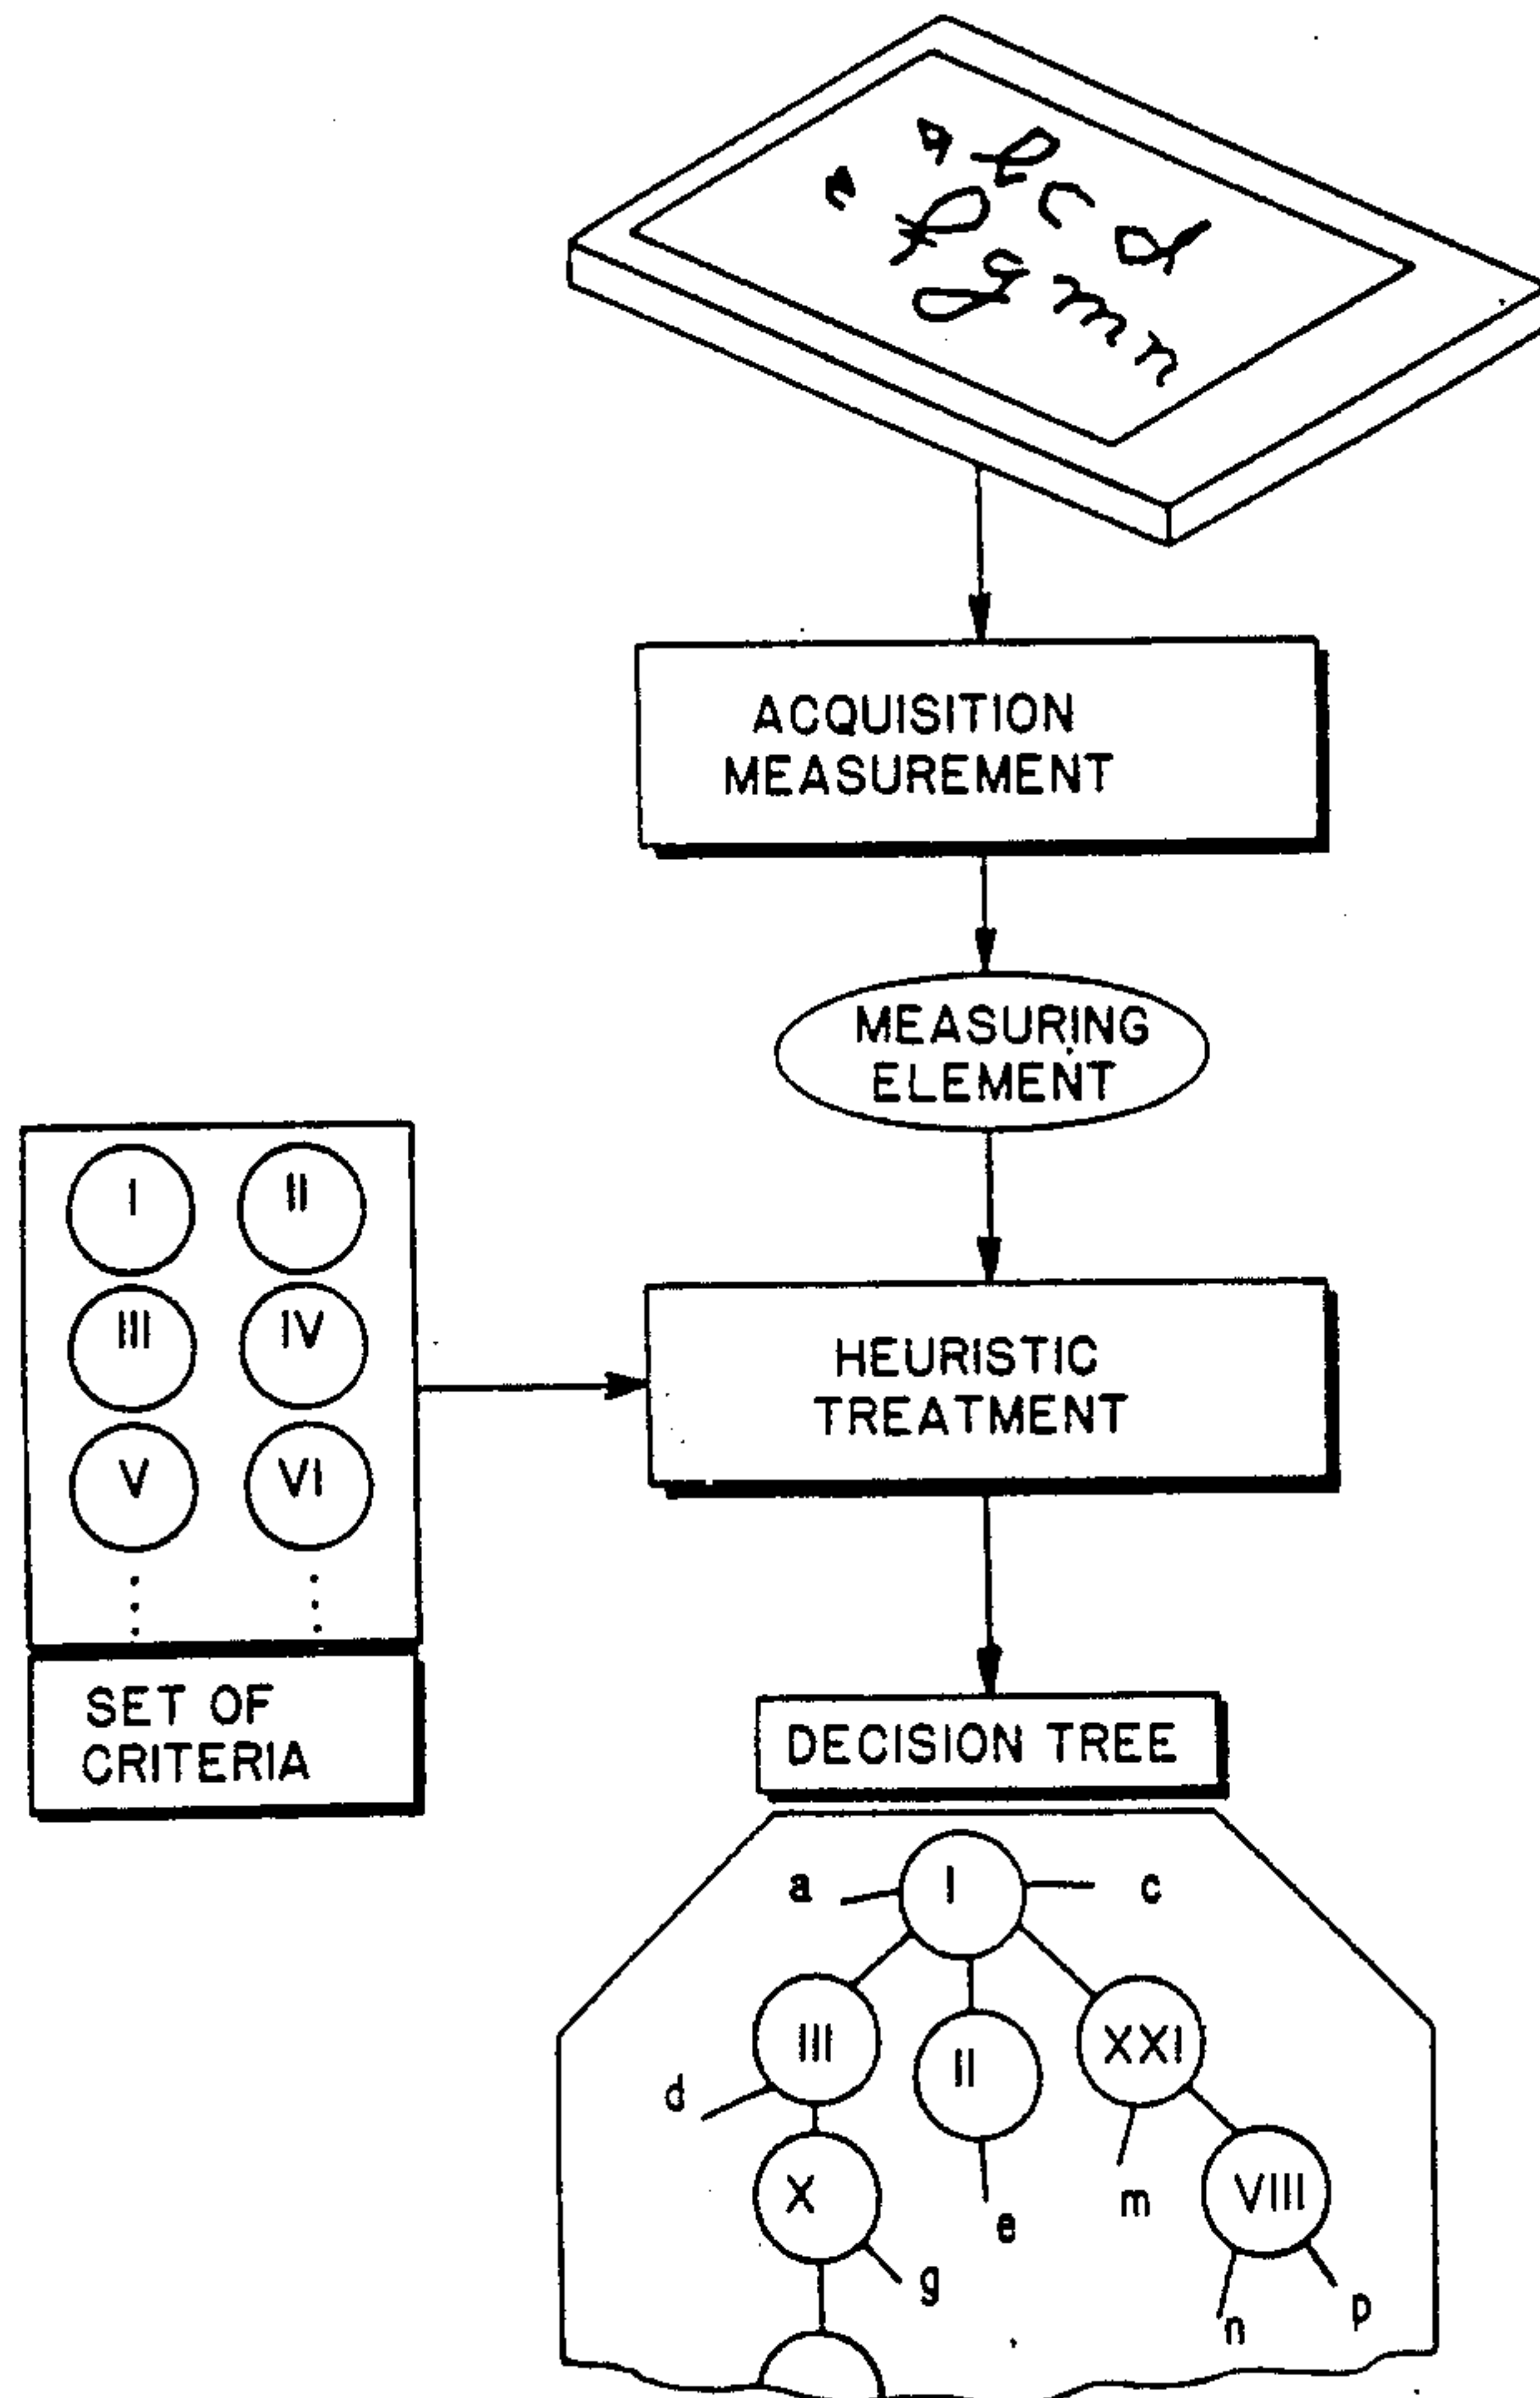 a b c d
e f g m n
ACQUISITION
MEASUREMENT
MEASURING
ELEMENT
I II
III IV
V VI
SET OF
CRITERIA
HEURISTIC
TREATMENT
DECISION TREE
a I c
III II XXI
d
X e m VIII
g n p